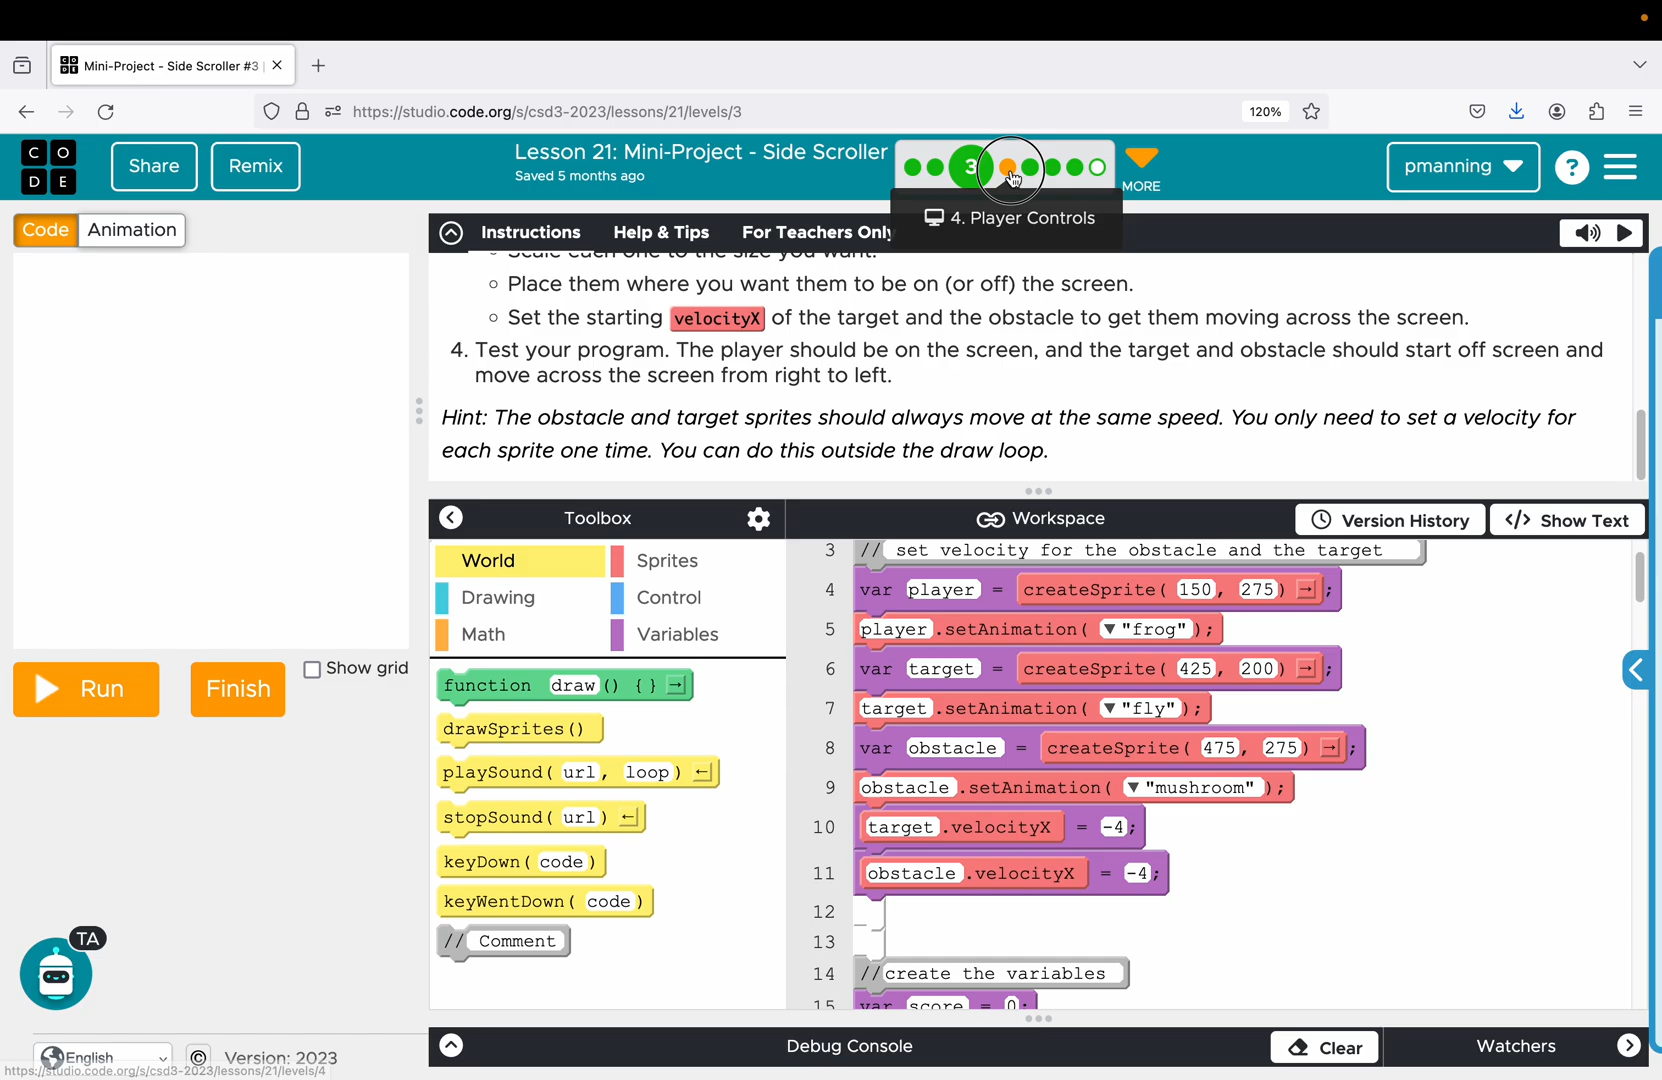 Mini-Project - Side Scroller #3
https://studio.code.org/s/csd3-2023/lessons/21/levels/3
120%
C O
D E
Share
Remix
Lesson 21: Mini-Project - Side Scroller
Saved 5 months ago
3
MORE
pmanning
?
4. Player Controls
Code
Animation
Instructions
Help & Tips
For Teachers Only
Scale each one to the size you want.
Place them where you want them to be on (or off) the screen.
Set the starting velocityX of the target and the obstacle to get them moving across the screen.
4. Test your program. The player should be on the screen, and the target and obstacle should start off screen and
move across the screen from right to left.
Hint: The obstacle and target sprites should always move at the same speed. You only need to set a velocity for
each sprite one time. You can do this outside the draw loop.
Toolbox
Workspace
Version History
</> Show Text
World
Sprites
Drawing
Control
Math
Variables
function draw() { }
drawSprites()
playSound( url, loop)
stopSound( url)
keyDown( code)
keyWentDown( code)
// Comment
3 // set velocity for the obstacle and the target
4 var player = createSprite( 150, 275);
5 player.setAnimation( ▼"frog");
6 var target = createSprite( 425, 200);
7 target.setAnimation( ▼"fly");
8 var obstacle = createSprite( 475, 275);
9 obstacle.setAnimation( ▼"mushroom");
10 target.velocityX = -4;
11 obstacle.velocityX = -4;
12
13
14 //create the variables
15 var score = 0;
Run
Finish
Show grid
TA
English
© Version: 2023
https://studio.code.org/s/csd3-2023/lessons/21/levels/4
Debug Console
Clear
Watchers